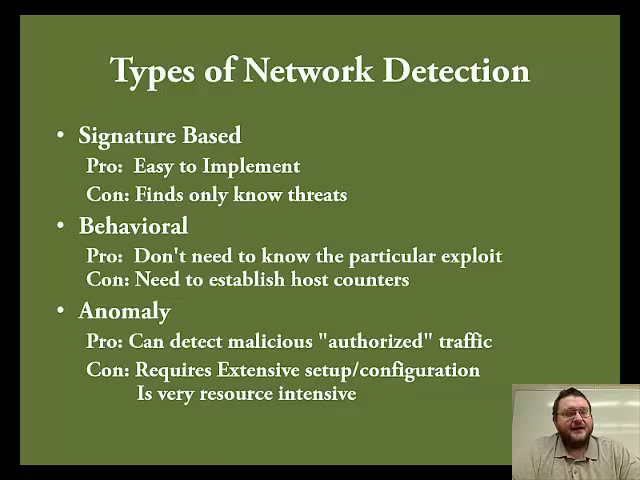 Types of Network Detection
• Signature Based
Pro: Easy to Implement
Con: Finds only know threats
• Behavioral
Pro: Don't need to know the particular exploit
Con: Need to establish host counters
• Anomaly
Pro: Can detect malicious "authorized" traffic
Con: Requires Extensive setup/configuration
Is very resource intensive